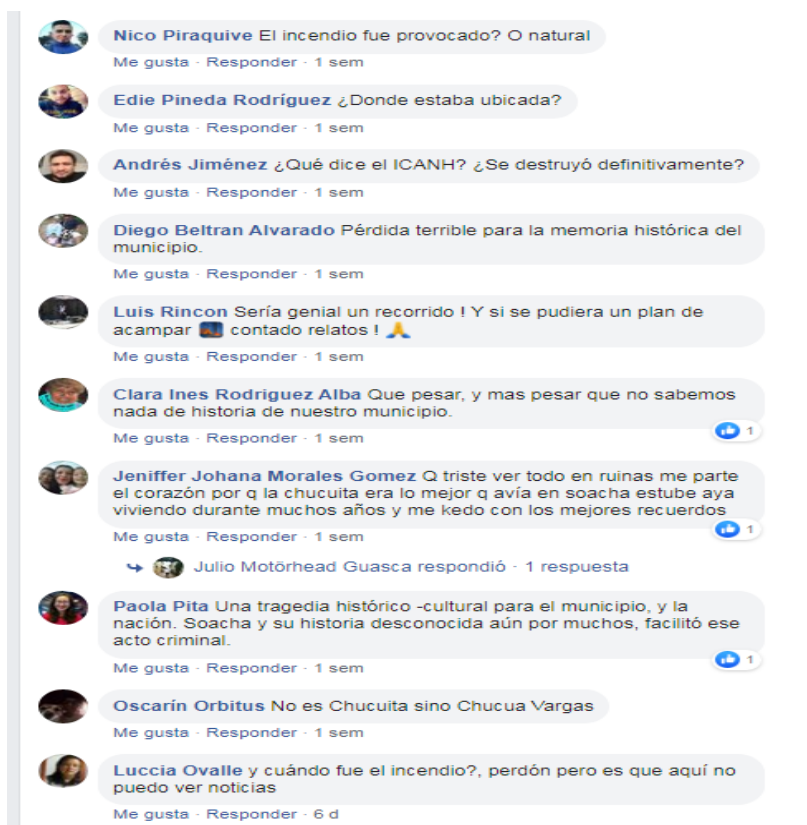 Nico Piraquive El incendio fue provocado? O natural
Me gusta · Responder · 1 sem
Edie Pineda Rodríguez ¿Donde estaba ubicada?
Me gusta · Responder · 1 sem
Andrés Jiménez ¿Qué dice el ICANH? ¿Se destruyó definitivamente?
Me gusta · Responder · 1 sem
Diego Beltran Alvarado Pérdida terrible para la memoria histórica del
municipio.
Me gusta · Responder · 1 sem
Luis Rincon Sería genial un recorrido ! Y si se pudiera un plan de
acampar 🌆 contado relatos ! 🙏
Me gusta · Responder · 1 sem
Clara Ines Rodriguez Alba Que pesar, y mas pesar que no sabemos
nada de historia de nuestro municipio.
1
Me gusta · Responder · 1 sem
Jeniffer Johana Morales Gomez Q triste ver todo en ruinas me parte
el corazón por q la chucuita era lo mejor q avía en soacha estube aya
viviendo durante muchos años y me kedo con los mejores recuerdos
1
Me gusta · Responder · 1 sem
Julio Motörhead Guasca respondió · 1 respuesta
Paola Pita Una tragedia histórico -cultural para el municipio, y la
nación. Soacha y su historia desconocida aún por muchos, facilitó ese
acto criminal.
1
Me gusta · Responder · 1 sem
Oscarín Orbitus No es Chucuita sino Chucua Vargas
Me gusta · Responder · 1 sem
Luccia Ovalle y cuándo fue el incendio?, perdón pero es que aquí no
puedo ver noticias
Me gusta · Responder · 6 d